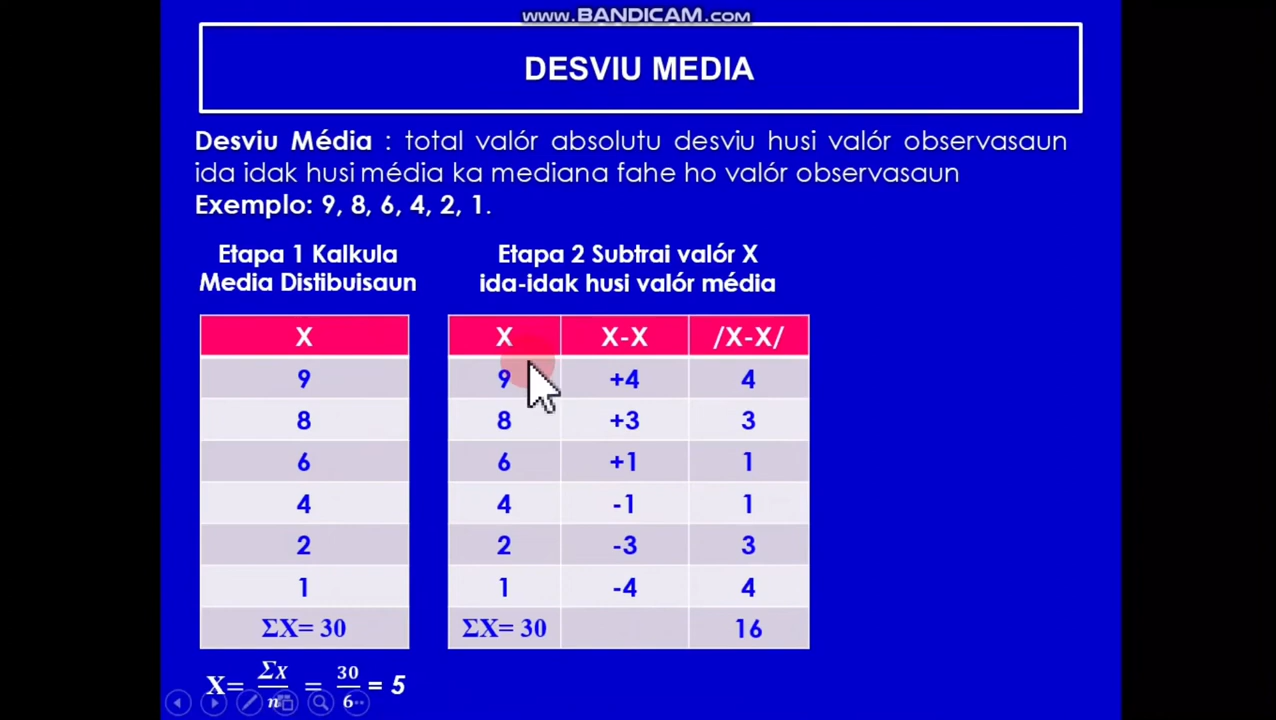 www.BANDICAM.com
DESVIU MEDIA
Desviu Média : total valór absolutu desviu husi valór observasaun
ida idak husi média ka mediana fahe ho valór observasaun
Exemplo: 9, 8, 6, 4, 2, 1.
Etapa 1 Kalkula
Media Distibuisaun
X
9
8
6
4
2
1
ΣX= 30
X= ΣX/n = 30/6 = 5
Etapa 2 Subtrai valór X
ida-idak husi valór média
X X-X /X-X/
9 +4 4
8 +3 3
6 +1 1
4 -1 1
2 -3 3
1 -4 4
ΣX= 30 16